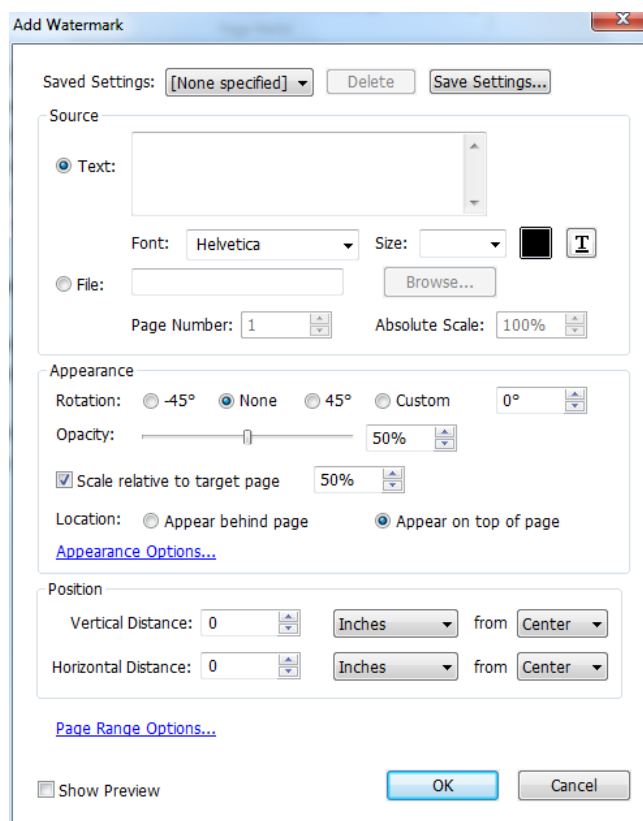 Add Watermark
Saved Settings: [None specified] Delete Save Settings...
Source
Text:
Font: Helvetica Size: T
File: Browse...
Page Number: 1 Absolute Scale: 100%
Appearance
Rotation: -45° None 45° Custom 0°
Opacity: 50%
Scale relative to target page 50%
Location: Appear behind page Appear on top of page
Appearance Options...
Position
Vertical Distance: 0 Inches from Center
Horizontal Distance: 0 Inches from Center
Page Range Options...
Show Preview OK Cancel